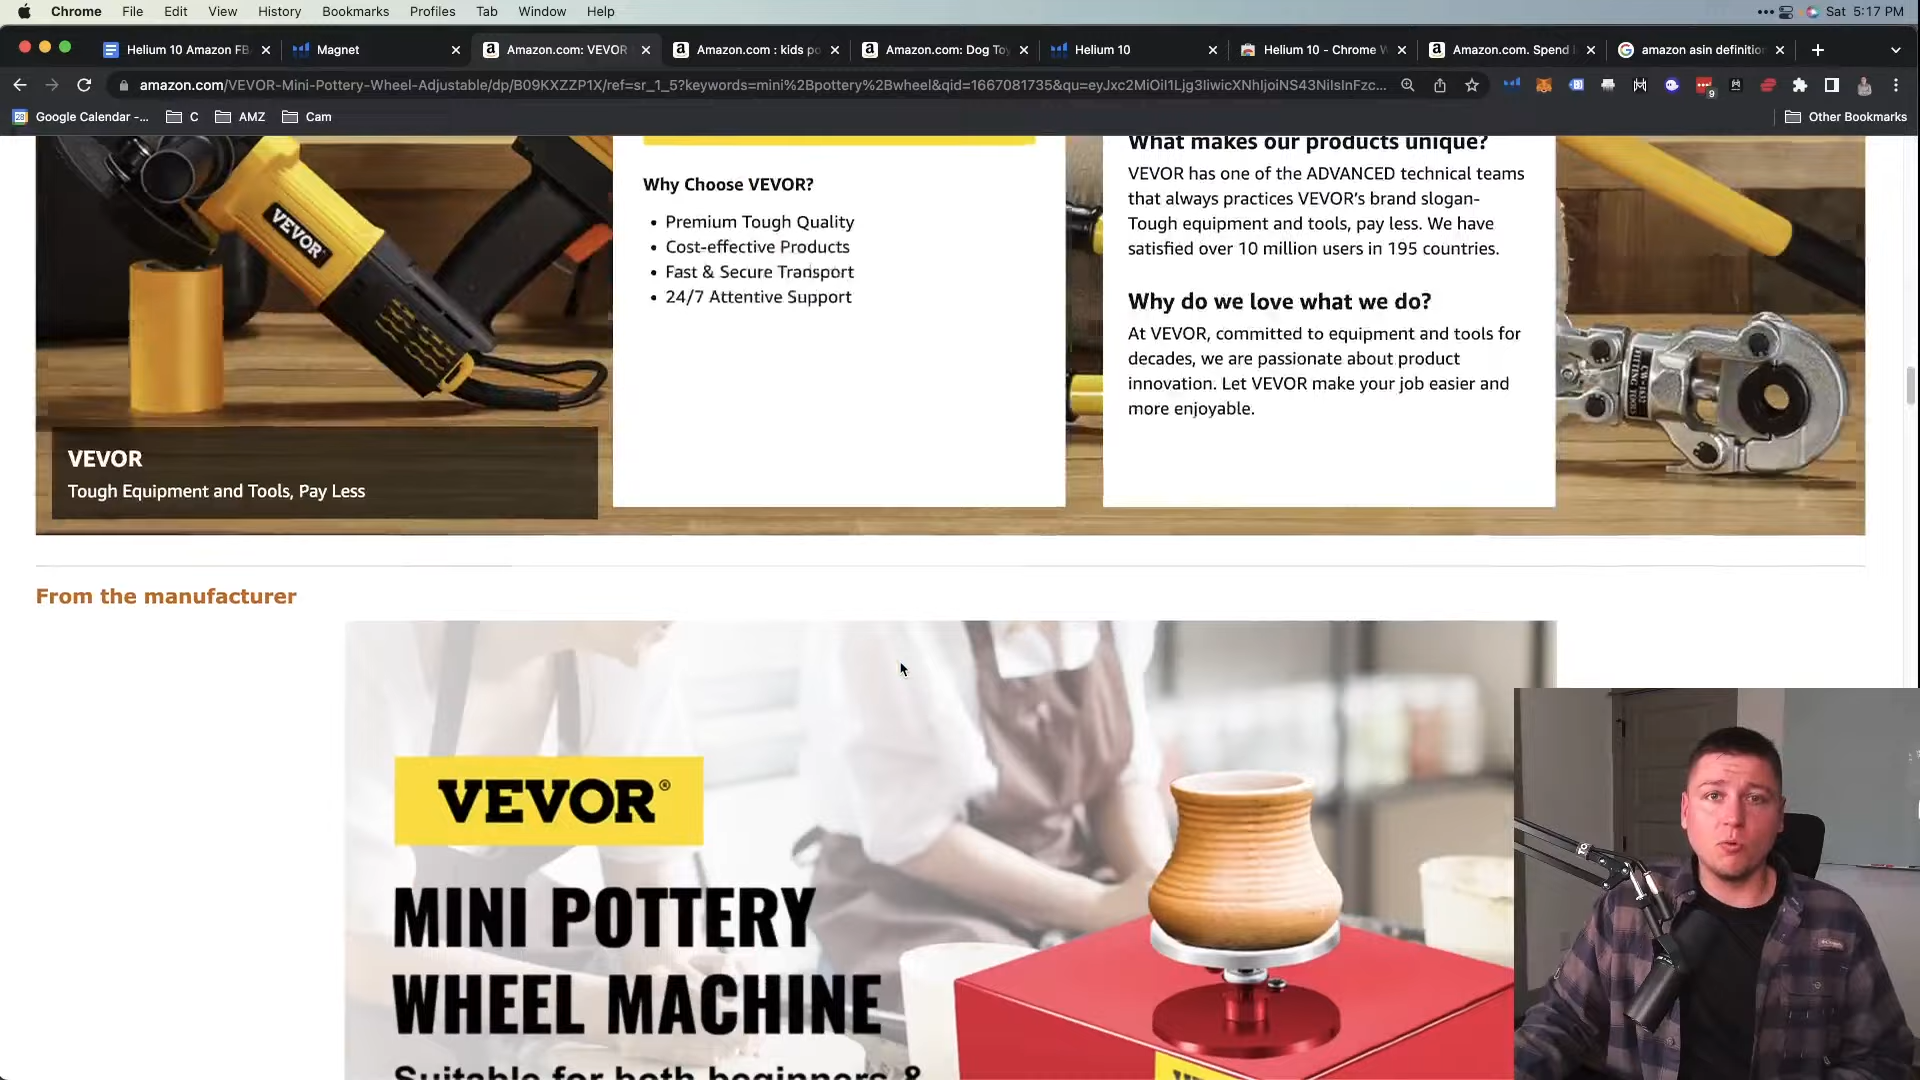 Chrome File Edit View History Bookmarks Profiles Tab Window Help Sat 5:17 PM
Helium 10 Amazon FB
Magnet
Amazon.com: VEVOR
Amazon.com : kids po
Amazon.com: Dog Toy
Helium 10
Helium 10 - Chrome W
Amazon.com. Spend
amazon asin definition
amazon.com/VEVOR-Mini-Pottery-Wheel-Adjustable/dp/B09KXZZP1X/ref=sr_1_5?keywords=mini%2Bpottery%2Bwheel&qid=1667081735&qu=eyJxc2MiOiI1Ljg3IiwicXNhIjoiNS43NiIsInFzc...
9
Google Calendar -...
C
AMZ
Cam
Other Bookmarks
VEVOR
VEVOR
Tough Equipment and Tools, Pay Less
Why Choose VEVOR?
Premium Tough Quality
Cost-effective Products
Fast & Secure Transport
24/7 Attentive Support
What makes our products unique?
VEVOR has one of the ADVANCED technical teams
that always practices VEVOR’s brand slogan-
Tough equipment and tools, pay less. We have
satisfied over 10 million users in 195 countries.
Why do we love what we do?
At VEVOR, committed to equipment and tools for
decades, we are passionate about product
innovation. Let VEVOR make your job easier and
more enjoyable.
From the manufacturer
VEVOR®
MINI POTTERY
WHEEL MACHINE
Suitable for both beginners &